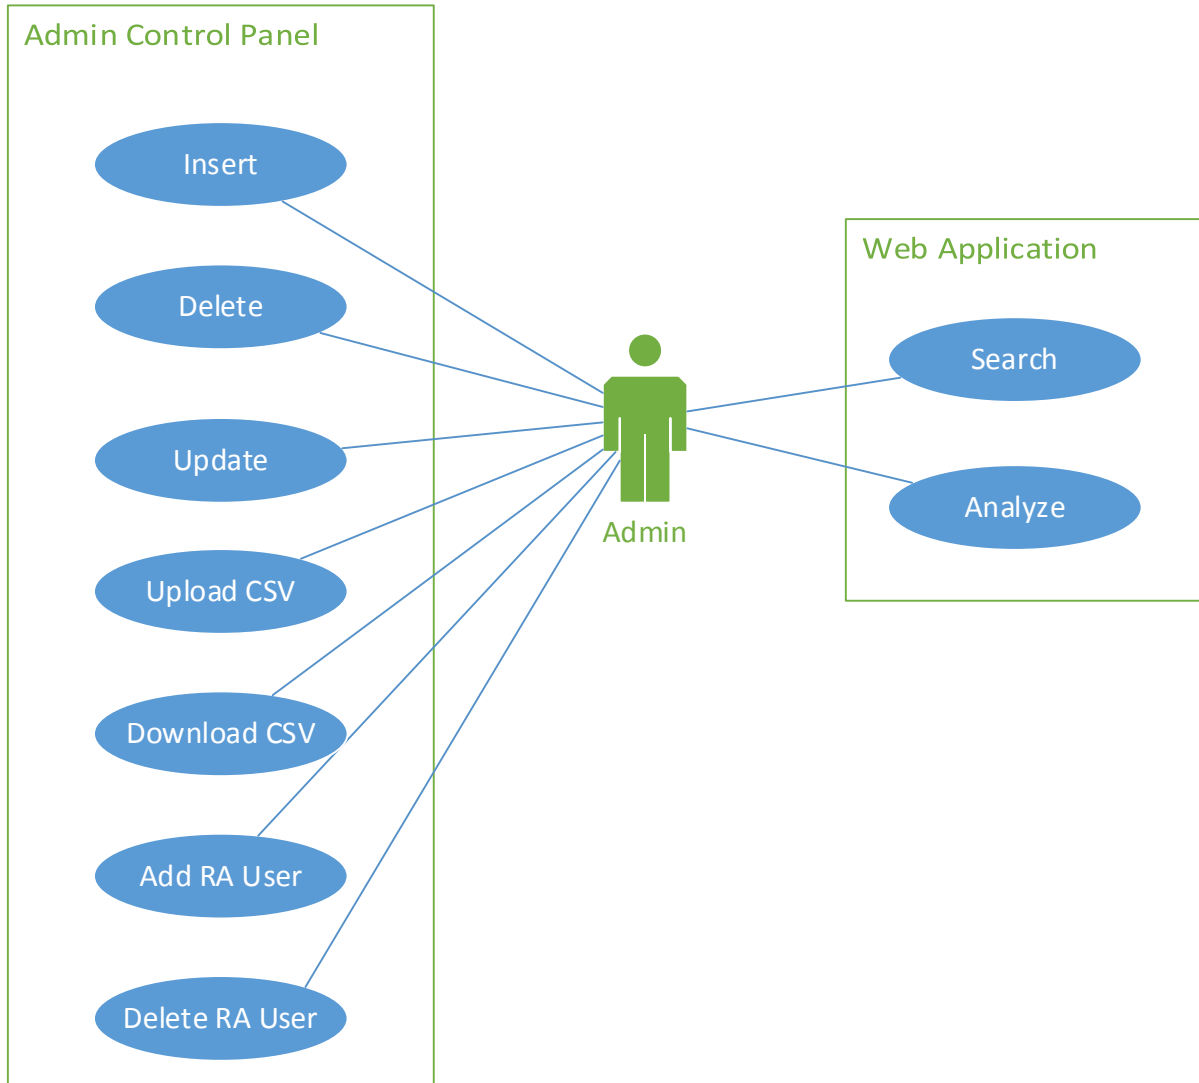 Admin Control Panel
Insert
Delete
Update
Upload CSV
Download CSV
Add RA User
Delete RA User
Admin
Web Application
Search
Analyze